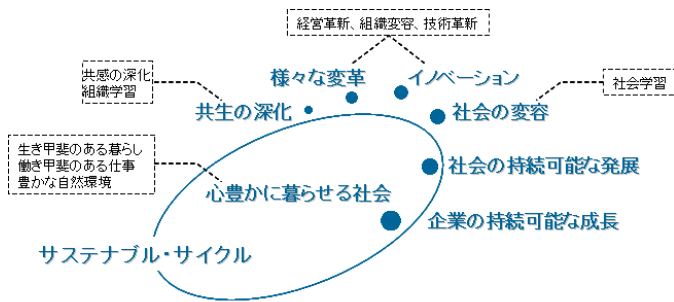 経営革新、組織変容、技術革新
共感の深化
組織学習
様々な変革
イノベーション
社会学習
共生の深化
社会の変容
生き甲斐のある暮らし
働き甲斐のある仕事
豊かな自然環境
社会の持続可能な発展
心豊かに暮らせる社会
企業の持続可能な成長
サステナブル・サイクル